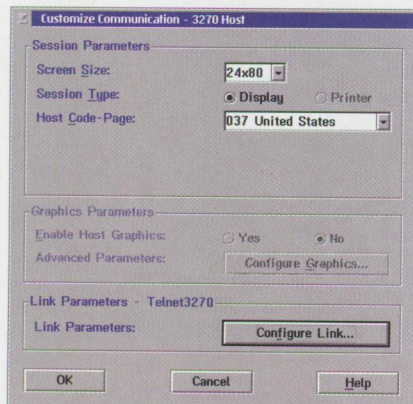 Customize Communication - 3270 Host
Session Parameters
Screen Size: 24x80
Session Type: Display Printer
Host Code-Page: 037 United States
Graphics Parameters
Enable Host Graphics: Yes No
Advanced Parameters: Configure Graphics...
Link Parameters - Telnet3270
Link Parameters: Configure Link...
OK Cancel Help